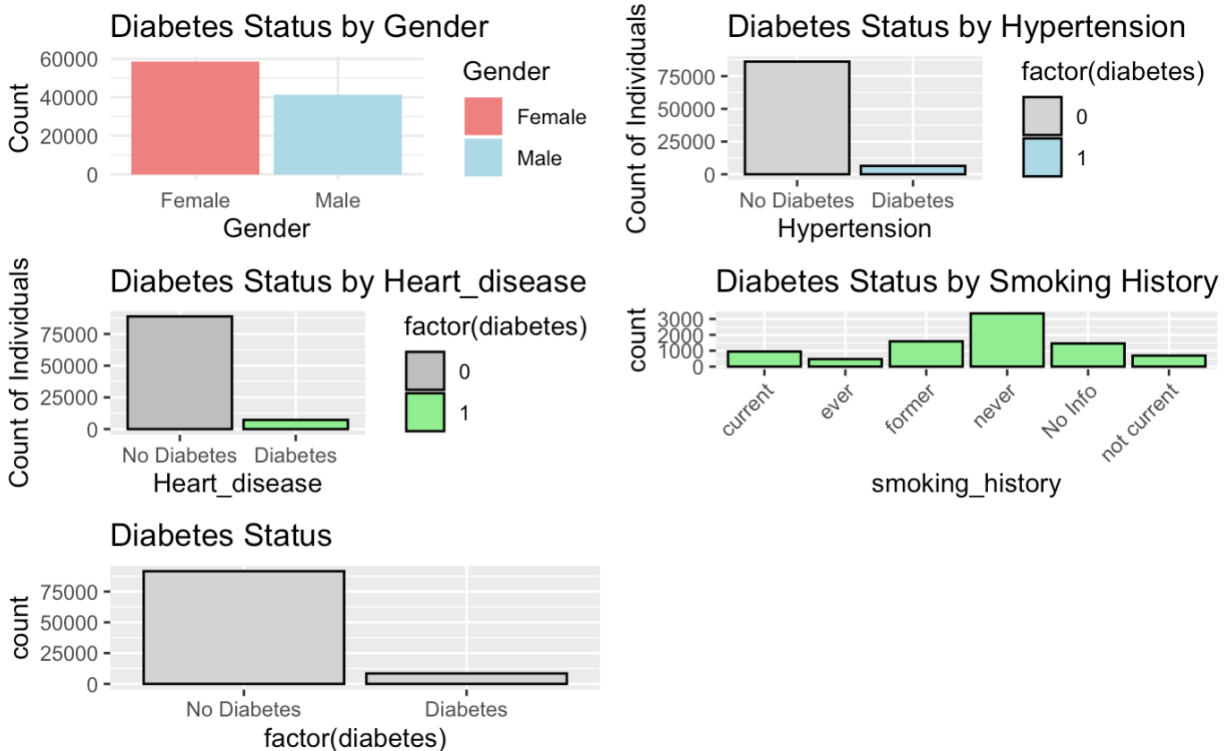 Diabetes Status by Gender
Count
60000
40000
20000
0
Female
Male
Gender
Gender
Female
Male
Diabetes Status by Hypertension
Count of Individuals
75000
50000
25000
0
No Diabetes
Diabetes
Hypertension
factor(diabetes)
0
1
Diabetes Status by Heart_disease
Count of Individuals
75000
50000
25000
0
No Diabetes
Diabetes
Heart_disease
factor(diabetes)
0
1
Diabetes Status by Smoking History
count
3000
2000
1000
0
current
ever
former
never
No Info
not current
smoking_history
Diabetes Status
count
75000
50000
25000
0
No Diabetes
Diabetes
factor(diabetes)